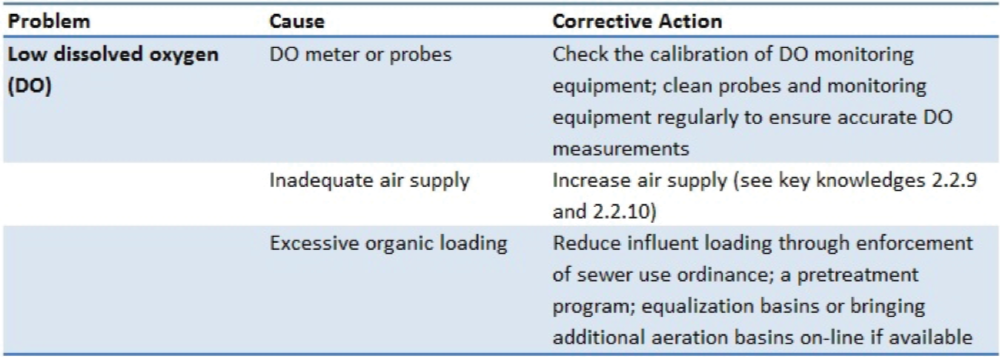 Problem Cause Corrective Action
Low dissolved oxygen DO meter or probes Check the calibration of DO monitoring
(DO) equipment; clean probes and monitoring
equipment regularly to ensure accurate DO
measurements
Inadequate air supply Increase air supply (see key knowledges 2.2.9
and 2.2.10)
Excessive organic loading Reduce influent loading through enforcement
of sewer use ordinance; a pretreatment
program; equalization basins or bringing
additional aeration basins on-line if available